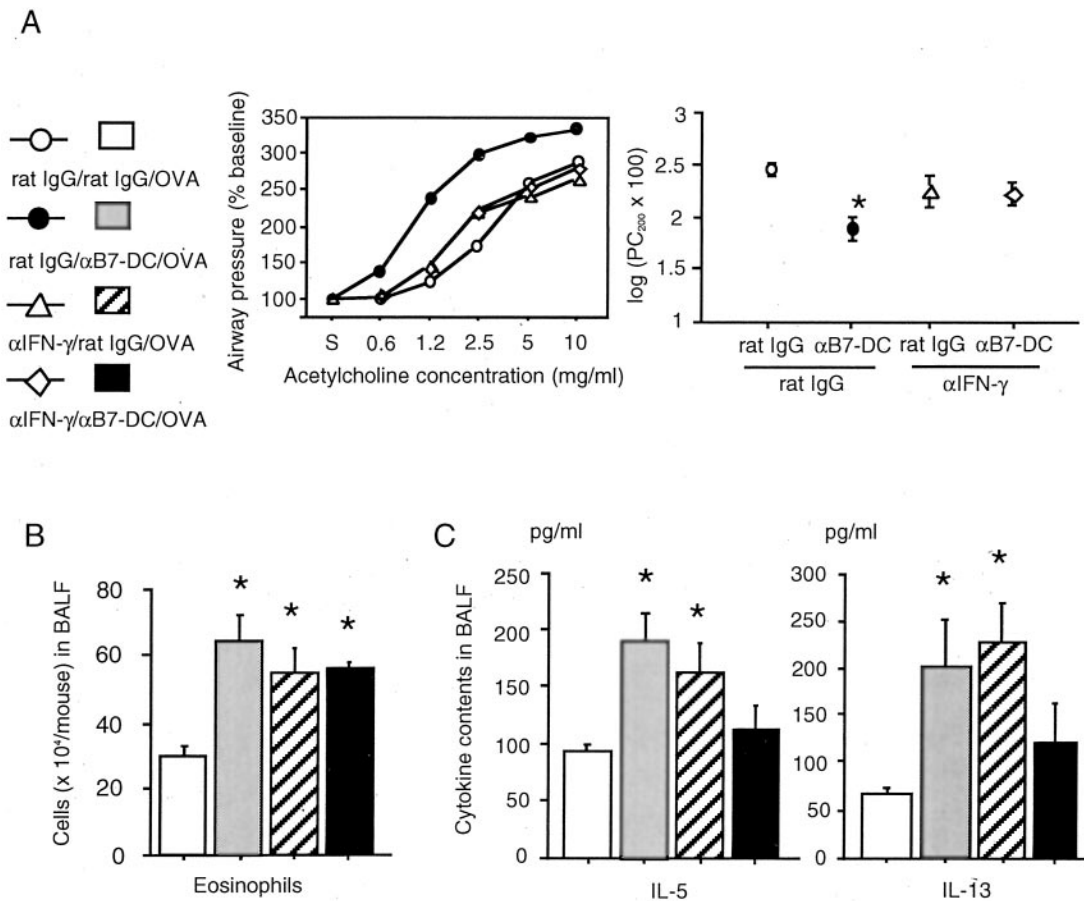 A
rat IgG/rat IgG/OVA
rat IgG/αB7-DC/OVA
αIFN-γ/rat IgG/OVA
αIFN-γ/αB7-DC/OVA
Airway pressure (% baseline)
350
300
250
200
150
100
S 0.6 1.2 2.5 5 10
Acetylcholine concentration (mg/ml)
log (PC200 x 100)
3
2.5
2
1.5
1
*
rat IgG αB7-DC rat IgG αB7-DC
rat IgG αIFN-γ
B
Cells (x 10⁴/mouse) in BALF
80
60
40
20
0
* * *
Eosinophils
C
pg/ml
Cytokine contents in BALF
250
200
150
100
50
0
* *
IL-5
pg/ml
300
250
200
150
100
50
0
* *
IL-13